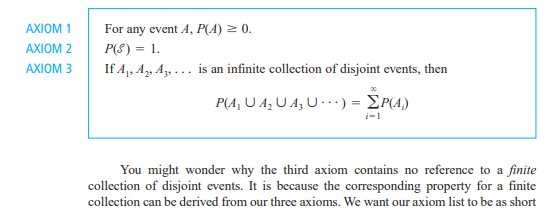 AXIOM 1 For any event A, P(A) ≥ 0.
AXIOM 2 P(𝒮) = 1.
AXIOM 3 If A₁, A₂, A₃, . . . is an infinite collection of disjoint events, then
P(A₁ ∪ A₂ ∪ A₃ ∪ ⋯) = ∑_{i=1}^{∞} P(Aᵢ)
You might wonder why the third axiom contains no reference to a finite
collection of disjoint events. It is because the corresponding property for a finite
collection can be derived from our three axioms. We want our axiom list to be as short